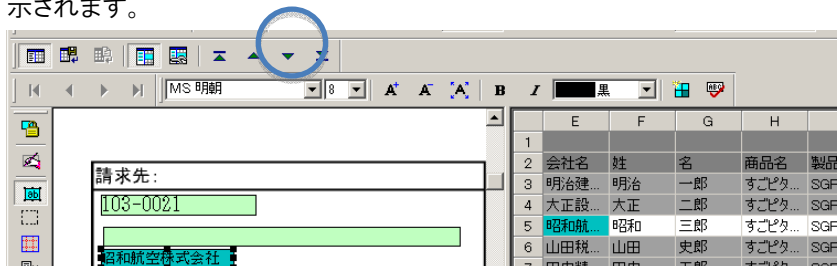 示されます。
MS 明朝 8 A+ A- A B I 黒 ABC
E F G H
1
2 会社名 姓 名 商品名 製品
3 明治建... 明治 一郎 すごピタ... SGF
4 大正設... 大正 二郎 すごピタ... SGF
5 昭和航... 昭和 三郎 すごピタ... SGF
6 山田税... 山田 史郎 すごピタ... SGF
請求先:
103-0021
昭和航空株式会社